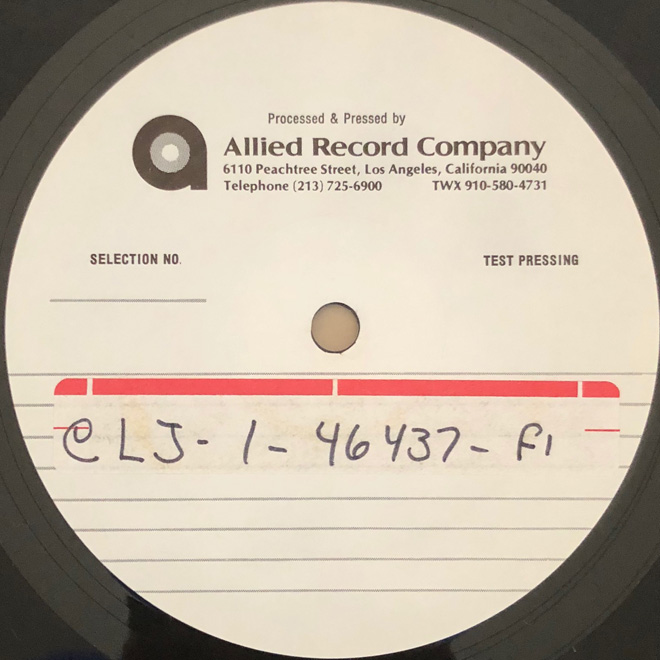 Processed & Pressed by
Allied Record Company
6110 Peachtree Street, Los Angeles, California 90040
Telephone (213) 725-6900 TWX 910-580-4731
SELECTION NO. TEST PRESSING
CLJ-1-46437-F1